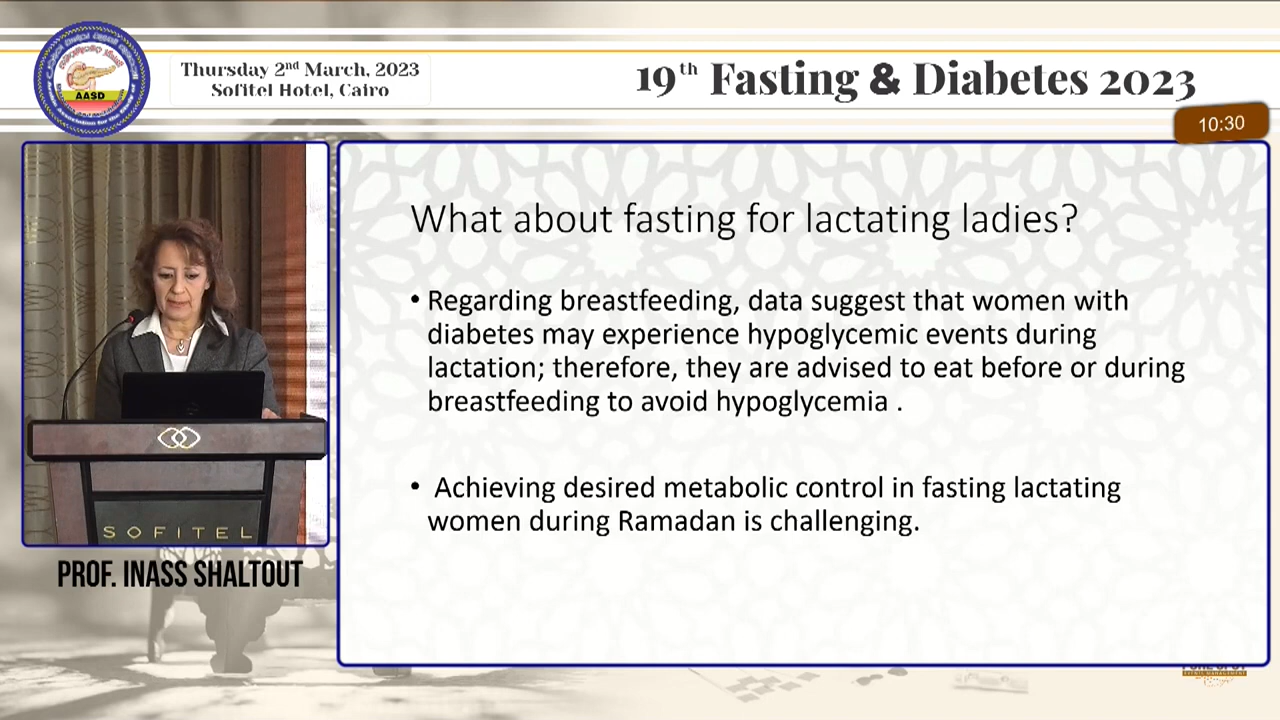 Thursday 2nd March, 2023
Sofitel Hotel, Cairo
19th Fasting & Diabetes 2023
AASD
10:30
What about fasting for lactating ladies?
• Regarding breastfeeding, data suggest that women with
diabetes may experience hypoglycemic events during
lactation; therefore, they are advised to eat before or during
breastfeeding to avoid hypoglycemia .
• Achieving desired metabolic control in fasting lactating
women during Ramadan is challenging.
SOFITEL
PROF. INASS SHALTOUT